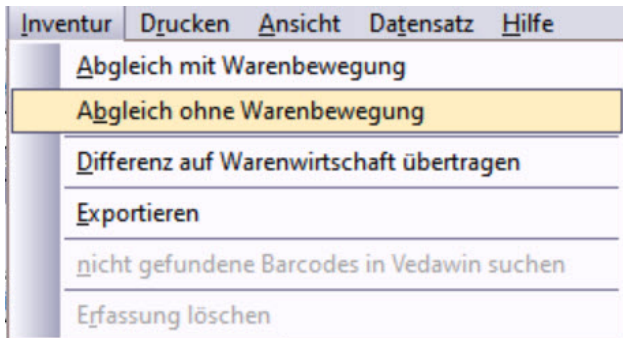 Inventur Drucken Ansicht Datensatz Hilfe
Abgleich mit Warenbewegung
Abgleich ohne Warenbewegung
Differenz auf Warenwirtschaft übertragen
Exportieren
nicht gefundene Barcodes in Vedawin suchen
Erfassung löschen